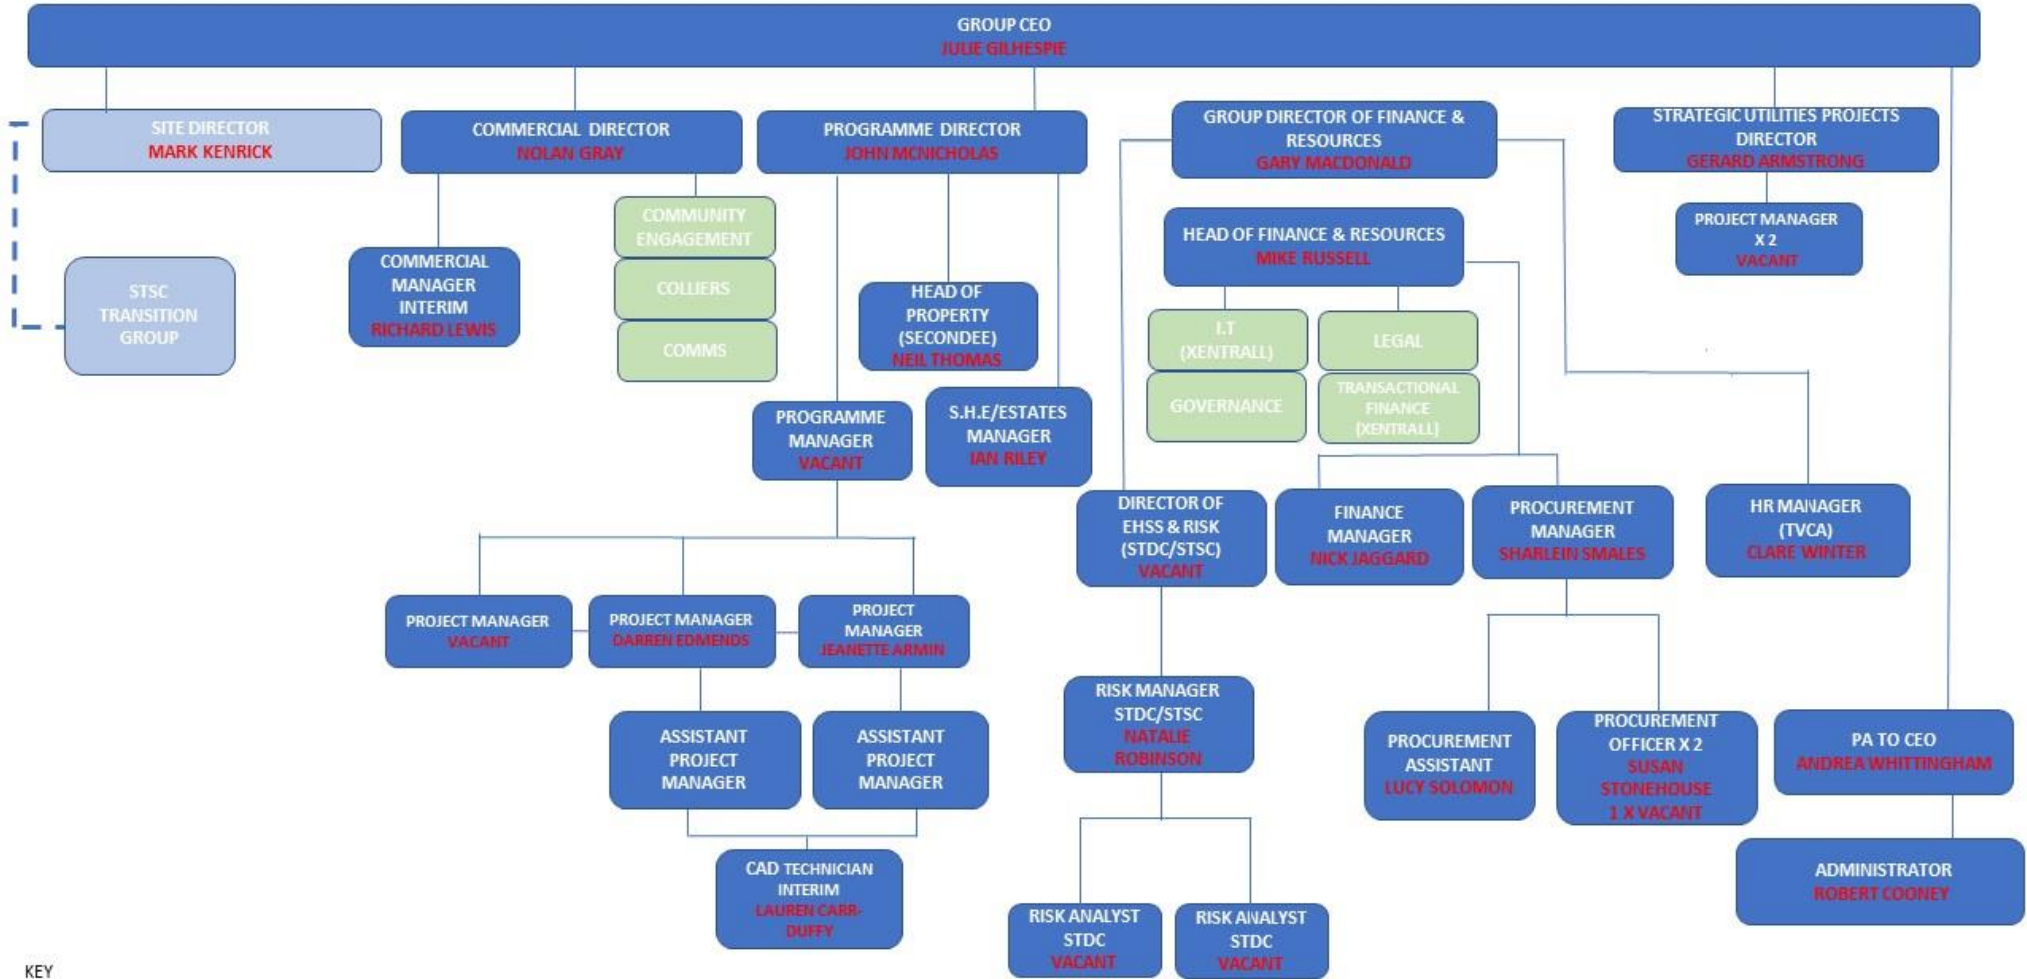 GROUP CEO
JULIE GILHESPIE
SITE DIRECTOR
MARK KENRICK
COMMERCIAL DIRECTOR
NOLAN GRAY
PROGRAMME DIRECTOR
JOHN MCNICHOLAS
GROUP DIRECTOR OF FINANCE &
RESOURCES
GARY MACDONALD
STRATEGIC UTILITIES PROJECTS
DIRECTOR
GERARD ARMSTRONG
STSC
TRANSITION
GROUP
COMMERCIAL
MANAGER
INTERIM
RICHARD LEWIS
COMMUNITY
ENGAGEMENT
COLLIERS
COMMS
HEAD OF
PROPERTY
(SECONDEE)
NEIL THOMAS
HEAD OF FINANCE & RESOURCES
MIKE RUSSELL
PROJECT MANAGER
X 2
VACANT
I.T
(XENTRALL)
LEGAL
GOVERNANCE
TRANSACTIONAL
FINANCE
(XENTRALL)
PROGRAMME
MANAGER
VACANT
S.H.E/ESTATES
MANAGER
IAN RILEY
DIRECTOR OF
EHSS & RISK
(STDC/STSC)
VACANT
FINANCE
MANAGER
NICK JAGGARD
PROCUREMENT
MANAGER
SHARLEIN SMALES
HR MANAGER
(TVCA)
CLARE WINTER
PROJECT MANAGER
VACANT
PROJECT MANAGER
DARREN EDMENDS
PROJECT
MANAGER
JEANETTE ARMIN
RISK MANAGER
STDC/STSC
NATALIE
ROBINSON
ASSISTANT
PROJECT
MANAGER
ASSISTANT
PROJECT
MANAGER
PROCUREMENT
ASSISTANT
LUCY SOLOMON
PROCUREMENT
OFFICER X 2
SUSAN
STONEHOUSE
1 X VACANT
PA TO CEO
ANDREA WHITTINGHAM
CAD TECHNICIAN
INTERIM
LAUREN CARR-
DUFFY
RISK ANALYST
STDC
VACANT
RISK ANALYST
STDC
VACANT
ADMINISTRATOR
ROBERT COONEY
KEY